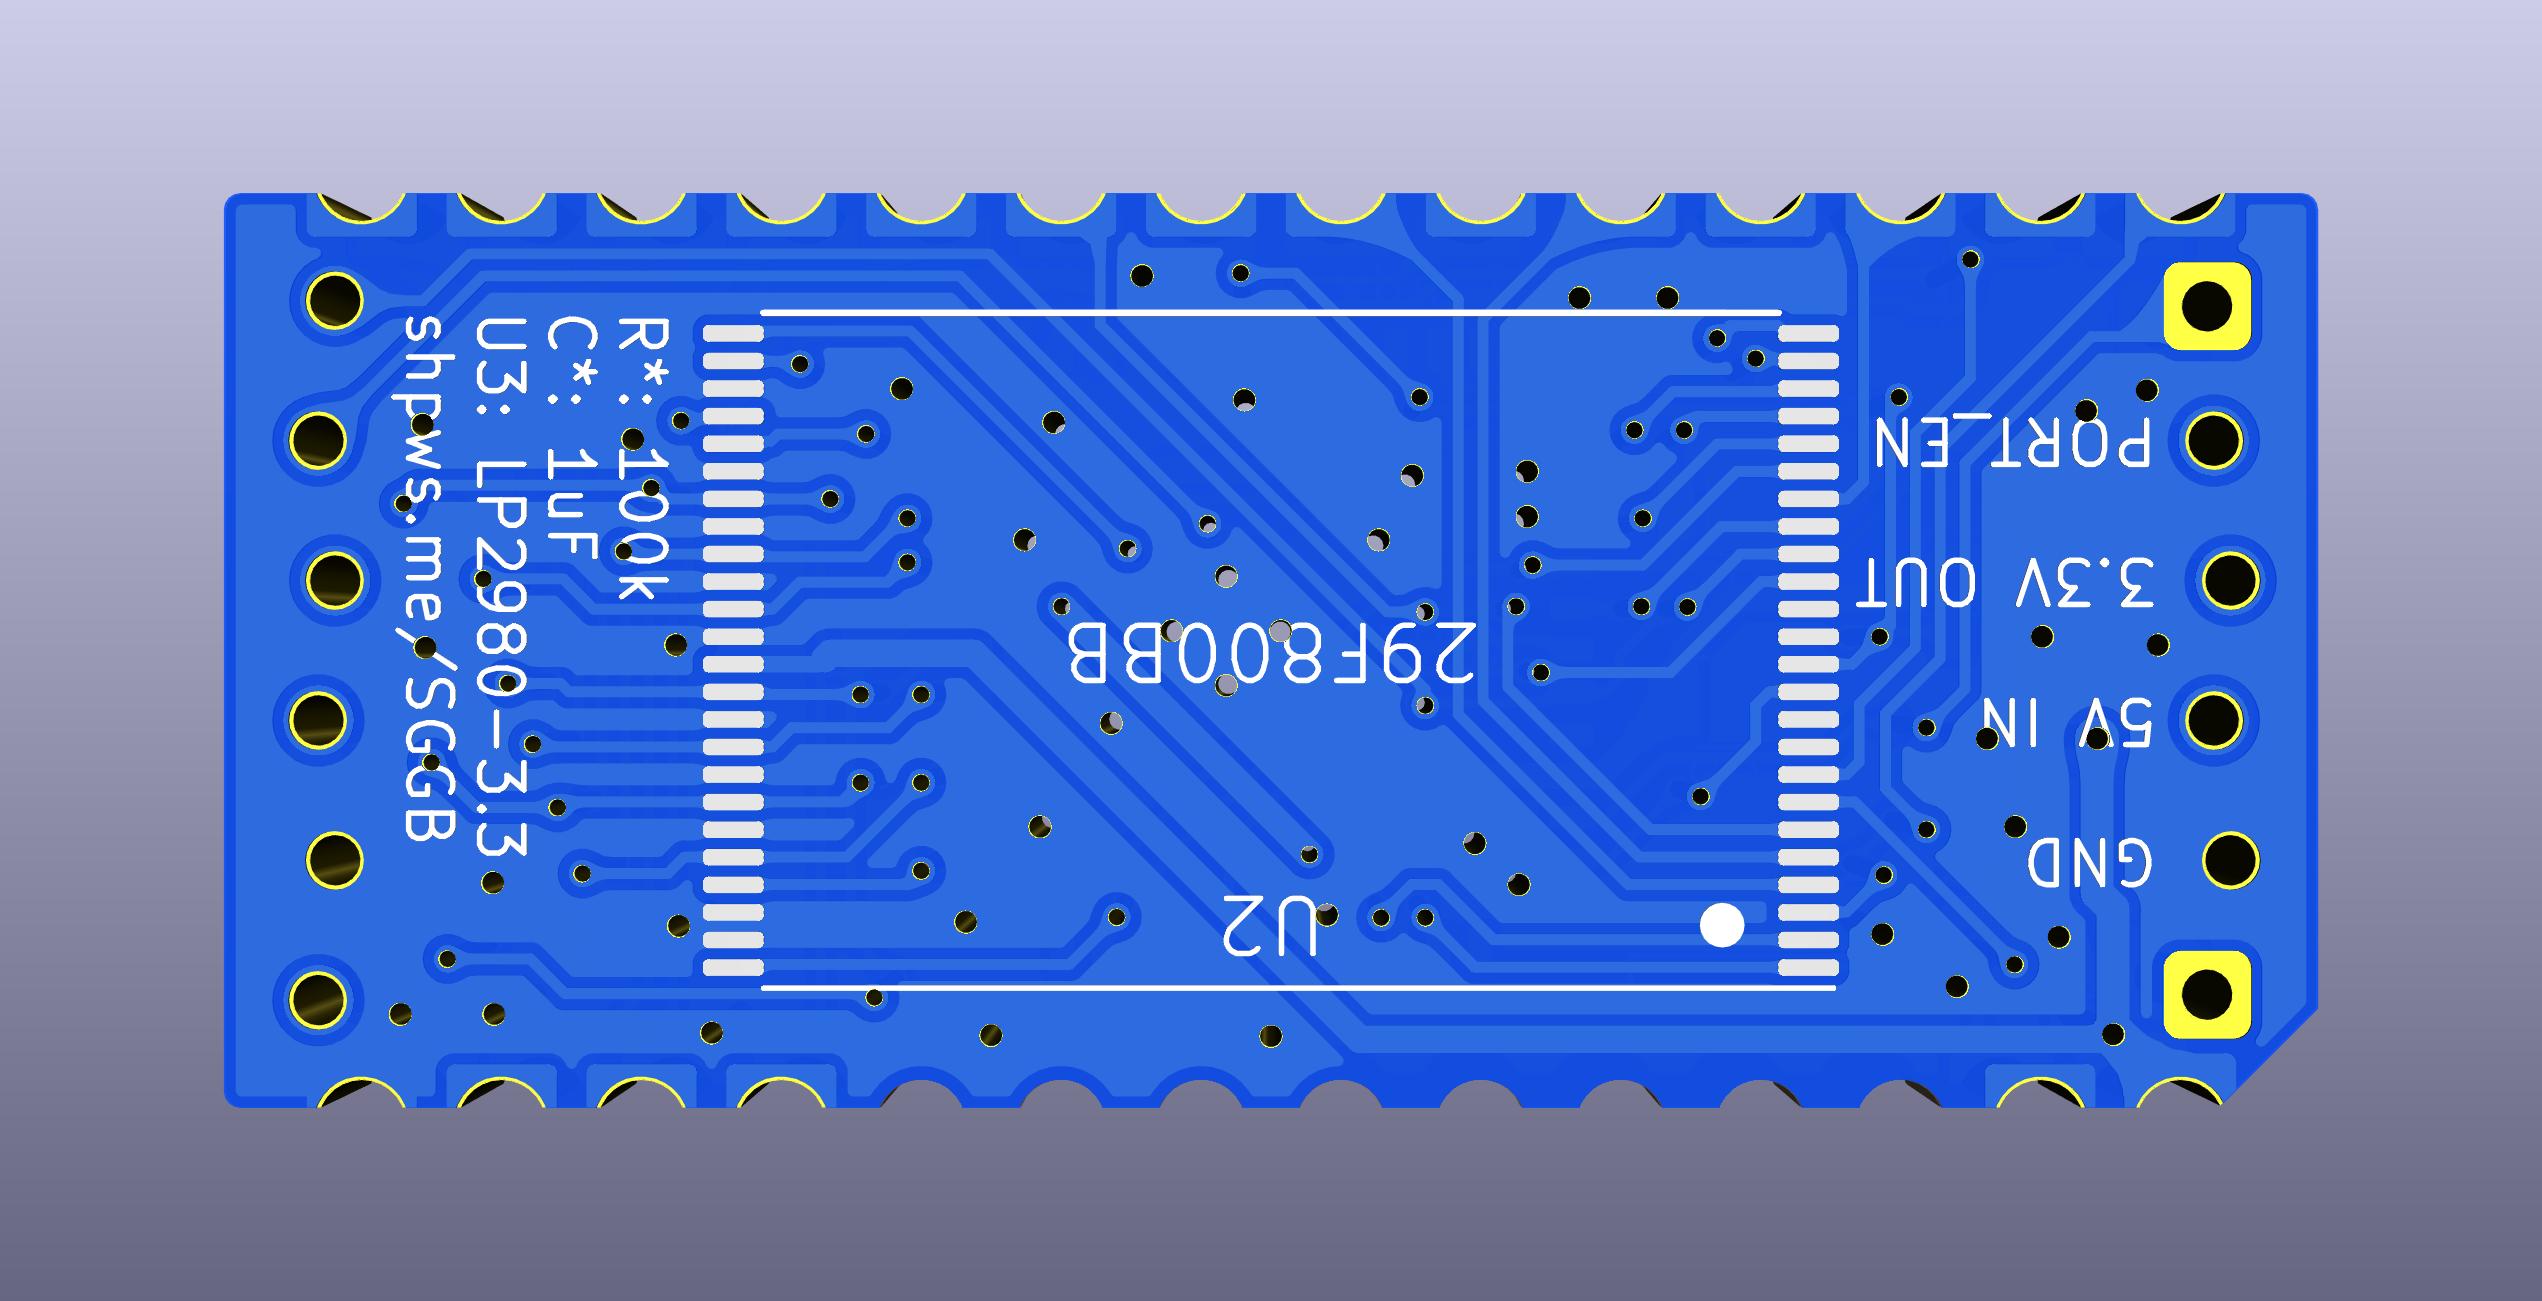 R*: 100k
C*: 1uF
U3: LP2980-3.3
shpws.me/SGGB
29F800BB
U2
PORT_EN
3.3V OUT
5V IN
GND